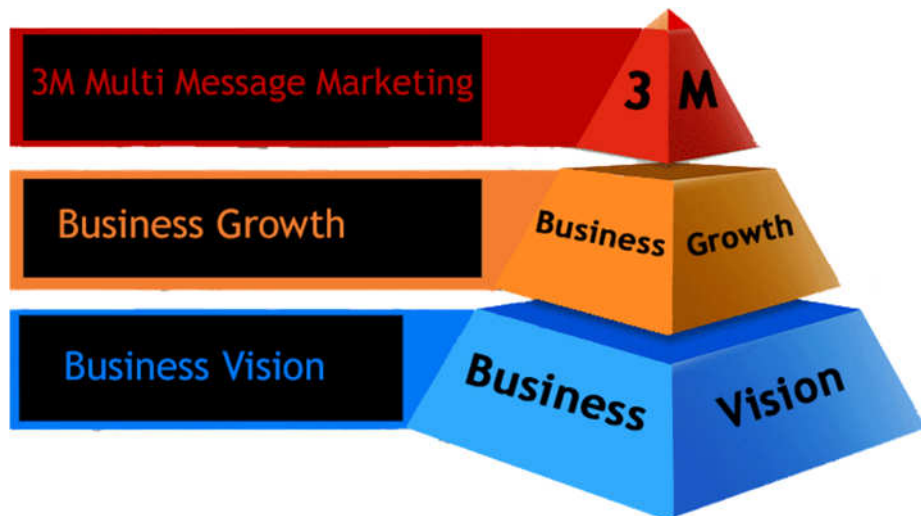 3M Multi Message Marketing
3 M
Business Growth
Business Growth
Business Vision
Business Vision